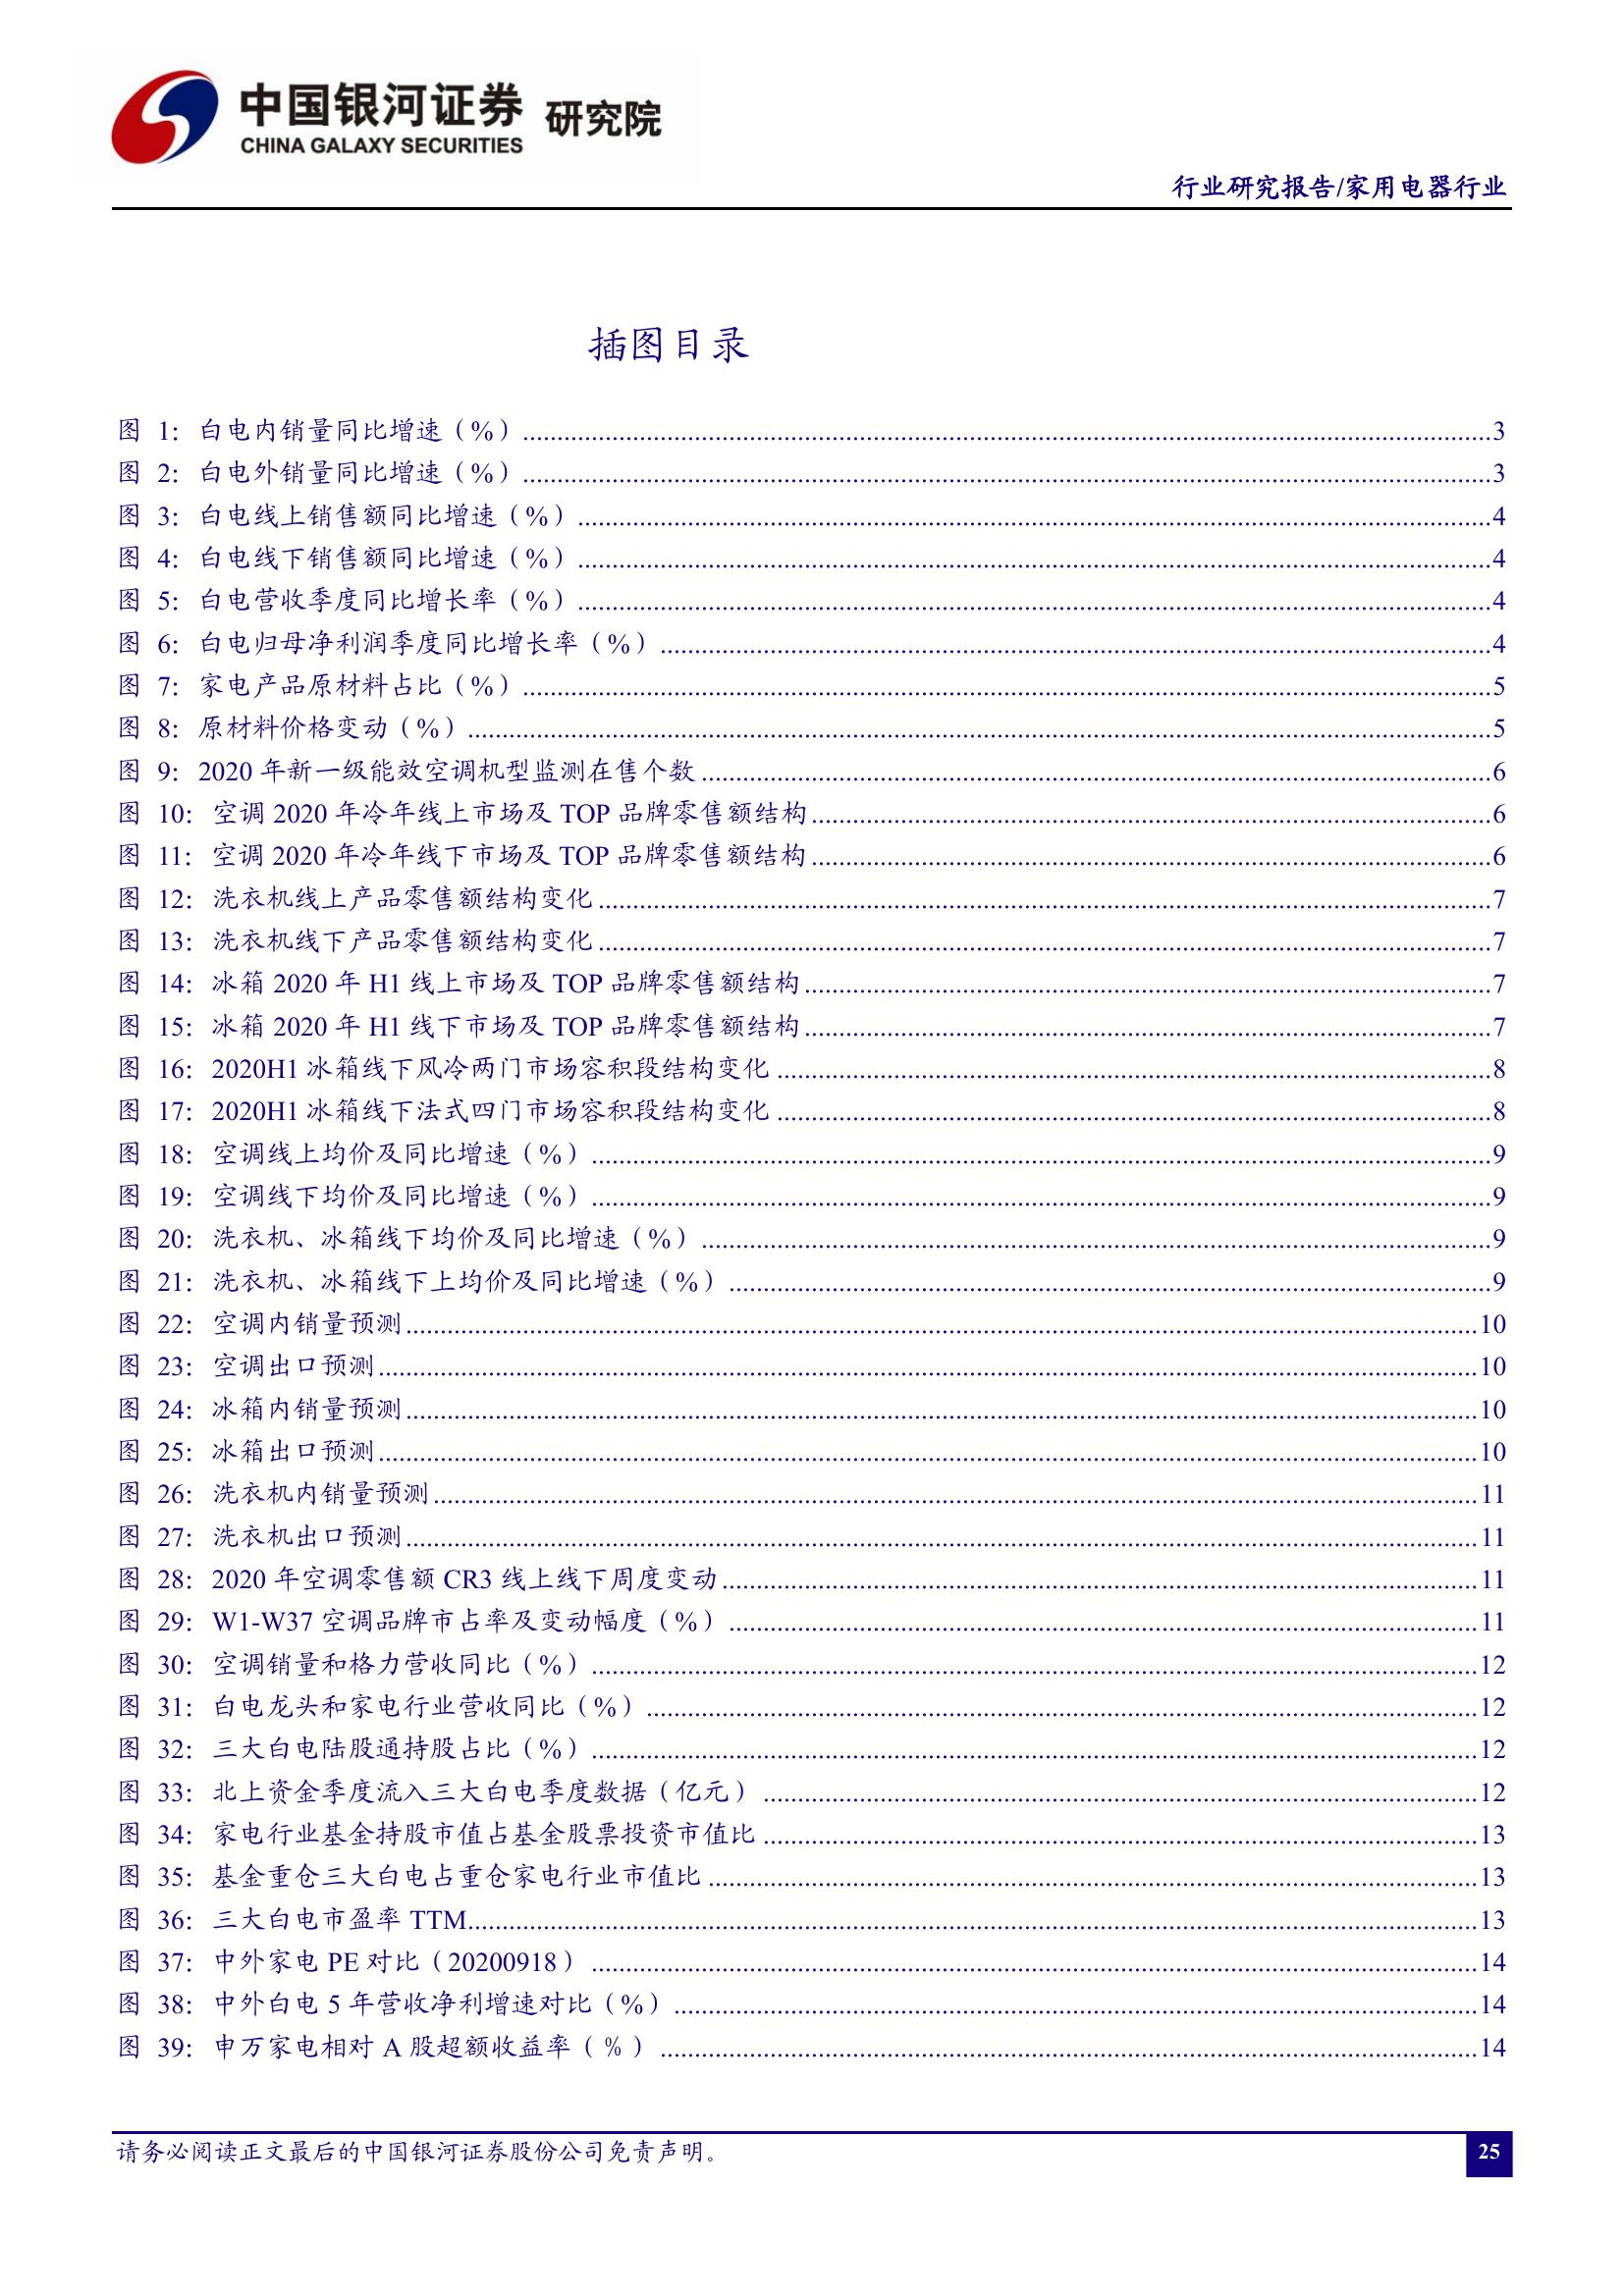 中国银河证券 研究院
CHINA GALAXY SECURITIES
行业研究报告/家用电器行业
插图目录
图 1: 白电内销量同比增速（%）3
图 2: 白电外销量同比增速（%）3
图 3: 白电线上销售额同比增速（%）4
图 4: 白电线下销售额同比增速（%）4
图 5: 白电营收季度同比增长率（%）4
图 6: 白电归母净利润季度同比增长率（%）4
图 7: 家电产品原材料占比（%）5
图 8: 原材料价格变动（%）5
图 9: 2020 年新一级能效空调机型监测在售个数 6
图 10: 空调 2020 年冷年线上市场及 TOP 品牌零售额结构 6
图 11: 空调 2020 年冷年线下市场及 TOP 品牌零售额结构 6
图 12: 洗衣机线上产品零售额结构变化 7
图 13: 洗衣机线下产品零售额结构变化 7
图 14: 冰箱 2020 年 H1 线上市场及 TOP 品牌零售额结构 7
图 15: 冰箱 2020 年 H1 线下市场及 TOP 品牌零售额结构 7
图 16: 2020H1 冰箱线下风冷两门市场容积段结构变化 8
图 17: 2020H1 冰箱线下法式四门市场容积段结构变化 8
图 18: 空调线上均价及同比增速（%）9
图 19: 空调线下均价及同比增速（%）9
图 20: 洗衣机、冰箱线下均价及同比增速（%）9
图 21: 洗衣机、冰箱线下上均价及同比增速（%）9
图 22: 空调内销量预测 10
图 23: 空调出口预测 10
图 24: 冰箱内销量预测 10
图 25: 冰箱出口预测 10
图 26: 洗衣机内销量预测 11
图 27: 洗衣机出口预测 11
图 28: 2020 年空调零售额 CR3 线上线下周度变动 11
图 29: W1-W37 空调品牌市占率及变动幅度（%）11
图 30: 空调销量和格力营收同比（%）12
图 31: 白电龙头和家电行业营收同比（%）12
图 32: 三大白电陆股通持股占比（%）12
图 33: 北上资金季度流入三大白电季度数据（亿元）12
图 34: 家电行业基金持股市值占基金股票投资市值比 13
图 35: 基金重仓三大白电占重仓家电行业市值比 13
图 36: 三大白电市盈率 TTM 13
图 37: 中外家电 PE 对比（20200918）14
图 38: 中外白电 5 年营收净利增速对比（%）14
图 39: 申万家电相对 A 股超额收益率（%）14
请务必阅读正文最后的中国银河证券股份公司免责声明。
25